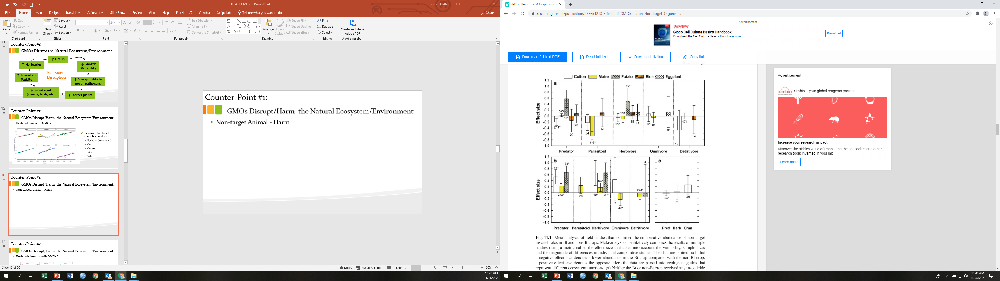 DEBATE GMOs - PowerPoint
Leidy, Heather
File Home Insert Design Transitions Animations Slide Show Review View Help EndNote X9 Acrobat Script Lab Tell me what you want to do
Share
Paste
Cut
Copy
Format Painter
Clipboard
New Slide
Layout
Reset
Section
Slides
24+
Font
Text Direction
Align Text
Convert to SmartArt
Paragraph
Arrange
Quick Styles
Shape Fill
Shape Outline
Shape Effects
Drawing
Find
Replace
Select
Editing
Create and Share Adobe PDF
Adobe Acrobat
14
Counter-Point #1:
GMOs Disrupt the Natural Ecosystem/Environment
↑ GMOs
↑ Herbicides
↓ Genetic Variability
↑ Ecosystem Toxicity
Ecosystem Disruption
↑ Susceptibility to novel, pathogens
(-) non-target (insects, birds, etc.)
(-) target plants
15
Counter-Point #1:
GMOs Disrupt/Harm the Natural Ecosystem/Environment
• Herbicide use with GMOs
✓Increased herbicides were observed for:
• Soybean (2005-2010)
• Corn
• Cotton
• Rice
• Wheat
16
Counter-Point #1:
GMOs Disrupt/Harm the Natural Ecosystem/Environment
• Non-target Animal - Harm
17
Counter-Point #1:
GMOs Disrupt/Harm the Natural Ecosystem/Environment
• Herbicide toxicity with GMOs?
Counter-Point #1:
GMOs Disrupt/Harm the Natural Ecosystem/Environment
• Non-target Animal - Harm
Slide 16 of 30
Notes
Display Settings
Comments
66%
10:48 AM
11/26/2020
(PDF) Effects of GM Crops on No
researchgate.net/publication/278651213_Effects_of_GM_Crops_on_Non-target_Organisms
Advertisement
ThermoFisher
SCIENTIFIC
Gibco Cell Culture Basics Handbook
Download the Cell Culture Basics Handbook now
Download
Download full-text PDF
Read full-text
Download citation
Copy link
Cotton Maize Potato Rice Eggplant
a
Effect size
1.2
1.0
0.8
0.6
0.4
0.2
0.0
-0.2
-0.4
-0.6
-0.8
-1.0
214*
545
19*
20
28
54
116*
14
150
118
19*
66
31
54
61
12
12
171
14
Predator Parasitoid Herbivore Omnivore Detritivore
b
Effect size
1.2
1.0
0.8
0.6
0.4
0.2
0.0
-0.2
-0.4
-0.6
-0.8
-1.0
44*
343*
38*
28
19*
83*
20*
7
48*
244*
4
Predator Parasitoid Herbivore Omnivore Detritivore
c
392
31
30
Pred Herb Omn
Fig. 11.1 Meta-analyses of field studies that examined the comparative abundance of non-target
invertebrates in Bt and non-Bt crops. Meta-analysis quantitatively combines the results of multiple
studies using a metric called the effect size that takes into account the variability, sample sizes
and the magnitude of differences in individual comparative studies. The data are plotted such that
a negative effect size denotes a lower abundance in the Bt crop compared with the non-Bt crop;
a positive effect size denotes the opposite. Here the data are parsed into ecological guilds that
represent different ecosystem functions. (a) Neither the Bt or non-Bt crop received any insecticide
Advertisement
ximbio
Ximbio – your global reagents partner
Increase your research impact
Discover the hidden value of translating the antibodies and other
research tools invented in your lab
Learn more
10:48 AM
11/26/2020